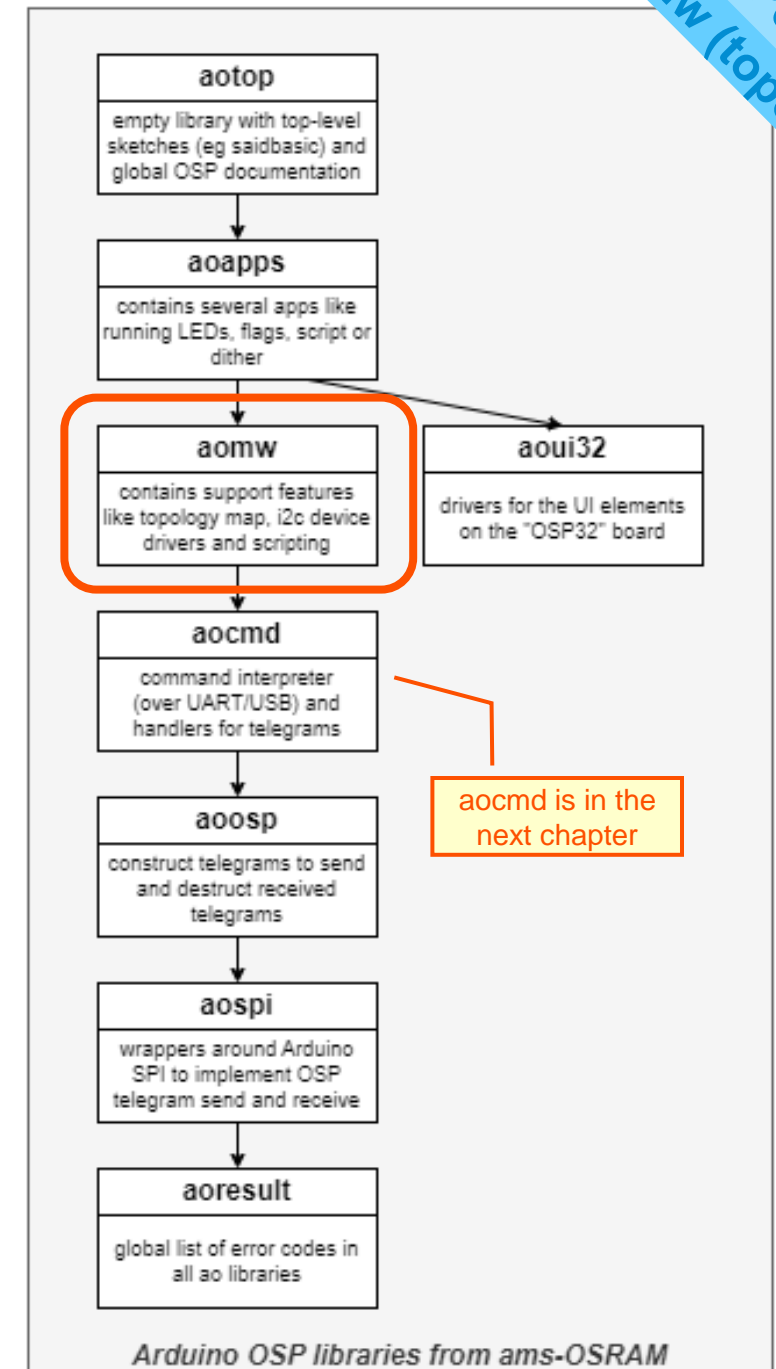 aotop
empty library with top-level
sketches (eg saidbasic) and
global OSP documentation
aoapps
contains several apps like
running LEDs, flags, script or
dither
aomw
contains support features
like topology map, i2c device
drivers and scripting
aoui32
drivers for the UI elements
on the "OSP32" board
aocmd
command interpreter
(over UART/USB) and
handlers for telegrams
aocmd is in the
next chapter
aoosp
construct telegrams to send
and destruct received
telegrams
aospi
wrappers around Arduino
SPI to implement OSP
telegram send and receive
aoresult
global list of error codes in
all ao libraries
Arduino OSP libraries from ams-OSRAM